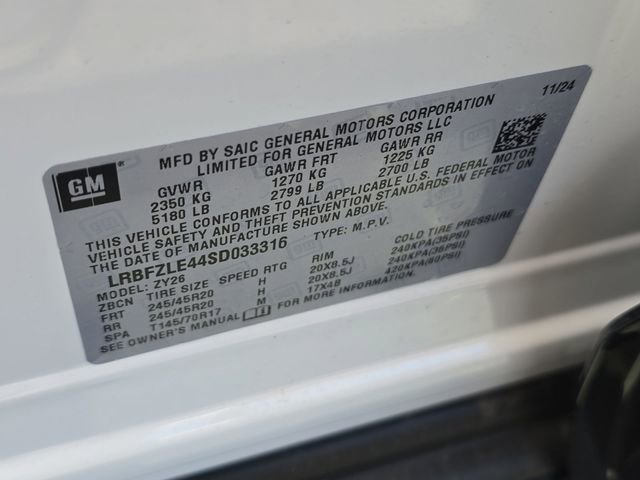 11/24
MFD BY SAIC GENERAL MOTORS CORPORATION
LIMITED FOR GENERAL MOTORS LLC
GM
GVWR GAWR FRT GAWR RR
2350 KG 1270 KG 1225 KG
5180 LB 2799 LB 2700 LB
THIS VEHICLE CONFORMS TO ALL APPLICABLE U.S. FEDERAL MOTOR
VEHICLE SAFETY AND THEFT PREVENTION STANDARDS IN EFFECT ON
THE DATE OF MANUFACTURE SHOWN ABOVE.
LRBFZLE44SD033316 TYPE: M.P.V.
MODEL: ZY26
ZBCN TIRE SIZE SPEED RTG RIM COLD TIRE PRESSURE
FRT 245/45R20 H 20X8.5J 240KPA(35PSI)
RR 245/45R20 H 20X8.5J 240KPA(35PSI)
SPA T145/70R17 M 17X4B 420KPA(60PSI)
SEE OWNER'S MANUAL FOR MORE INFORMATION